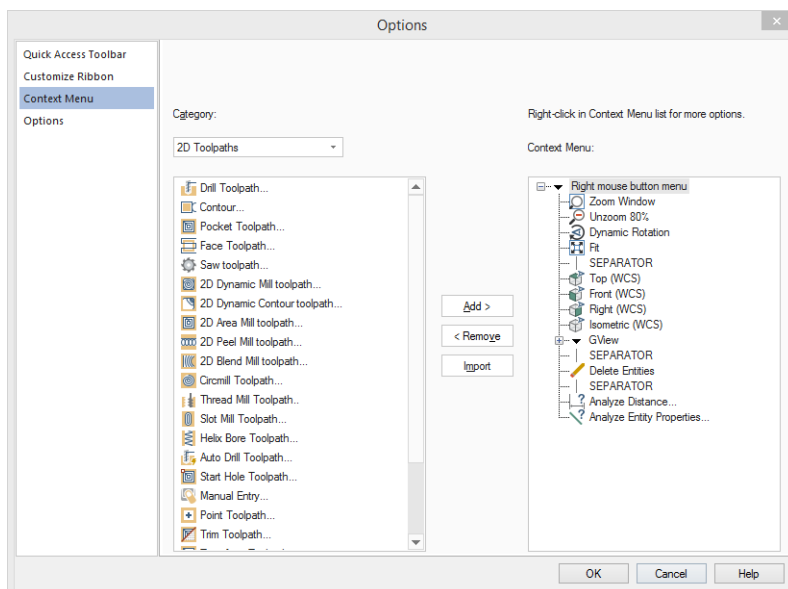 Options
Quick Access Toolbar
Customize Ribbon
Context Menu
Options
Category:
2D Toolpaths
Drill Toolpath...
Contour...
Pocket Toolpath...
Face Toolpath...
Saw toolpath...
2D Dynamic Mill toolpath...
2D Dynamic Contour toolpath...
2D Area Mill toolpath...
2D Peel Mill toolpath...
2D Blend Mill toolpath...
Circmill Toolpath...
Thread Mill Toolpath...
Slot Mill Toolpath...
Helix Bore Toolpath...
Auto Drill Toolpath...
Start Hole Toolpath...
Manual Entry...
Point Toolpath...
Trim Toolpath...
Add >
< Remove
Import
Right-click in Context Menu list for more options.
Context Menu:
Right mouse button menu
Zoom Window
Unzoom 80%
Dynamic Rotation
Fit
SEPARATOR
Top (WCS)
Front (WCS)
Right (WCS)
Isometric (WCS)
GView
SEPARATOR
Delete Entities
SEPARATOR
Analyze Distance...
Analyze Entity Properties...
OK
Cancel
Help